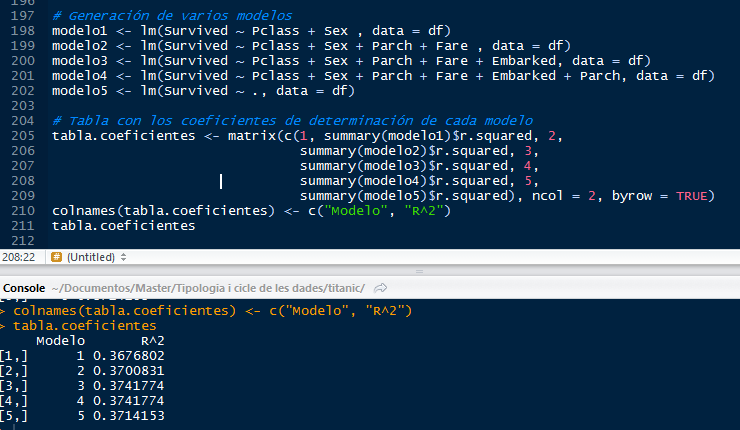 196
197 # Generación de varios modelos
198 modelo1 <- lm(Survived ~ Pclass + Sex , data = df)
199 modelo2 <- lm(Survived ~ Pclass + Sex + Parch + Fare , data = df)
200 modelo3 <- lm(Survived ~ Pclass + Sex + Parch + Fare + Embarked, data = df)
201 modelo4 <- lm(Survived ~ Pclass + Sex + Parch + Fare + Embarked + Parch, data = df)
202 modelo5 <- lm(Survived ~ ., data = df)
203
204 # Tabla con los coeficientes de determinación de cada modelo
205 tabla.coeficientes <- matrix(c(1, summary(modelo1)$r.squared, 2,
206 summary(modelo2)$r.squared, 3,
207 summary(modelo3)$r.squared, 4,
208 summary(modelo4)$r.squared, 5,
209 summary(modelo5)$r.squared), ncol = 2, byrow = TRUE)
210 colnames(tabla.coeficientes) <- c("Modelo", "R^2")
211 tabla.coeficientes
212
208:22 # (Untitled)
Console ~/Documentos/Master/Tipologia i cicle de les dades/titanic/
> colnames(tabla.coeficientes) <- c("Modelo", "R^2")
> tabla.coeficientes
Modelo R^2
[1,] 1 0.3676802
[2,] 2 0.3700831
[3,] 3 0.3741774
[4,] 4 0.3741774
[5,] 5 0.3714153